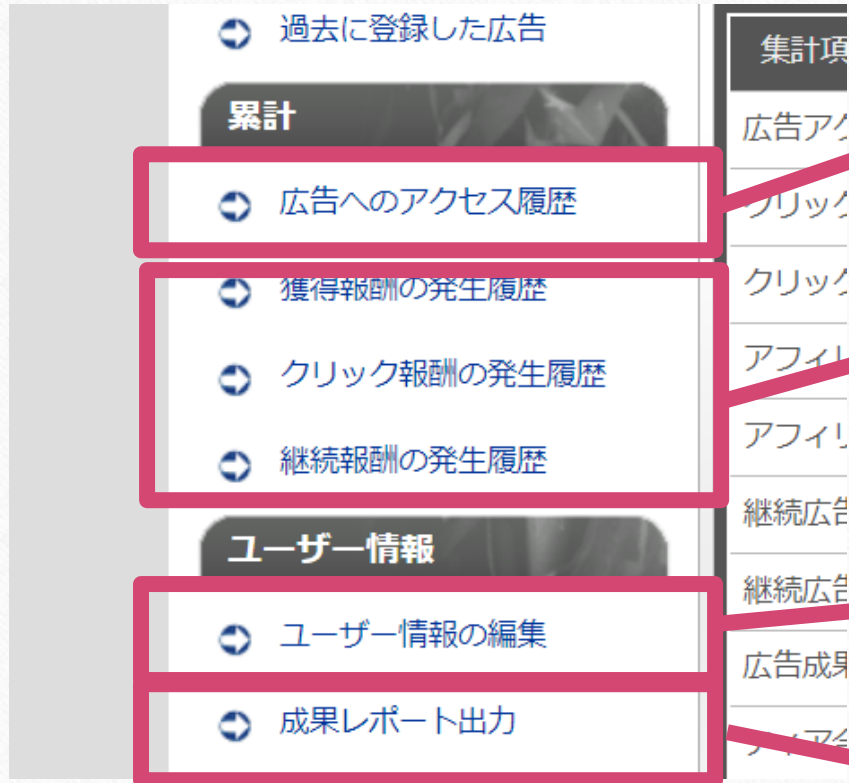 過去に登録した広告
累計
広告へのアクセス履歴
獲得報酬の発生履歴
クリック報酬の発生履歴
継続報酬の発生履歴
ユーザー情報
ユーザー情報の編集
成果レポート出力
集計項
広告アク
クリック
クリック
アフィリ
アフィリ
継続広告
継続広告
広告成果
ティア会